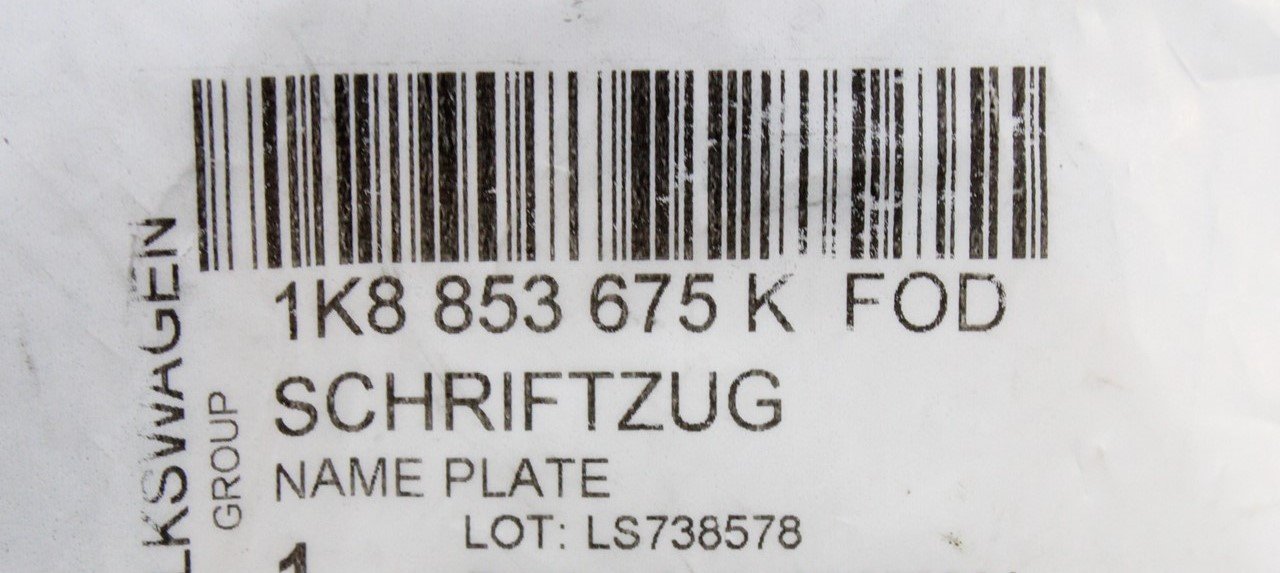 1K8 853 675 K FOD
SCHRIFTZUG
NAME PLATE
LOT: LS738578
1
LKSWAGEN
GROUP